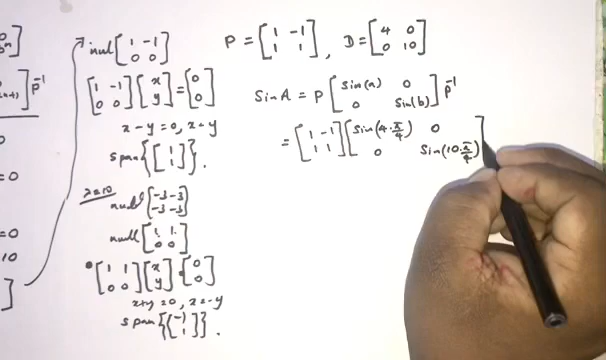 null [1 -1; 0 0]
[1 -1; 0 0] [x; y] = [0; 0]
x - y = 0, x = y
span {[1; 1]}.
λ=10
null [-3 -3; -3 -3]
null [1 1; 0 0]
[1 1; 0 0] [x; y] = [0; 0]
x+y = 0, x = -y
span {[-1; 1]}.
P = [1 -1; 1 1], D = [4 0; 0 10]
Sin A = P [sin(a) 0; 0 sin(b)] P⁻¹
= [1 -1; 1 1] [sin(4·π/4) 0; 0 sin(10·π/4)]
] P⁻¹
=0
=0
10